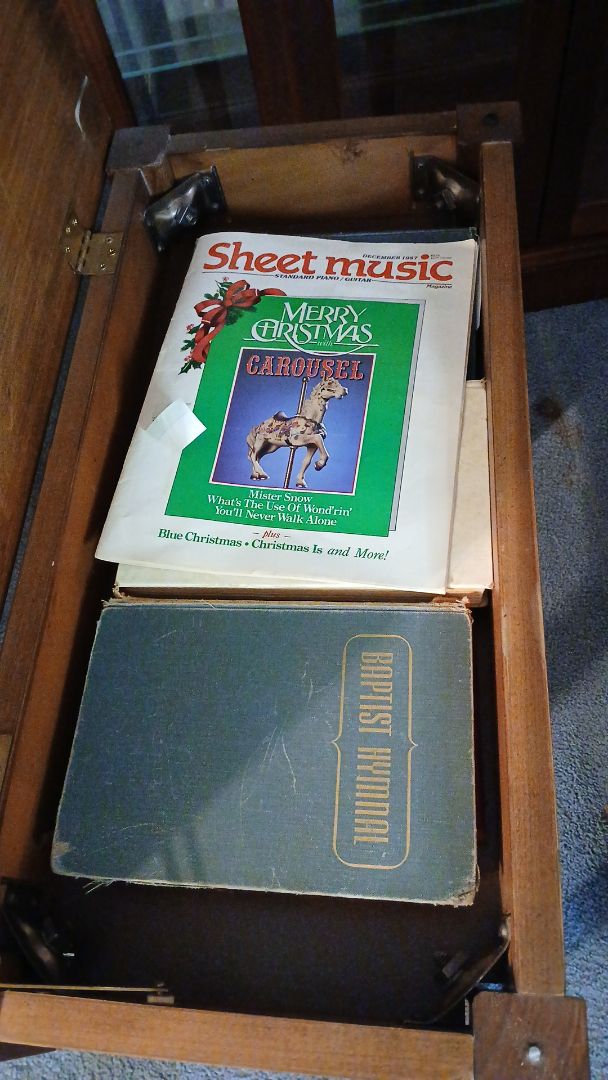 DECEMBER 1987
Sheet music
STANDARD PIANO / GUITAR
Magazine
MERRY
CHRISTMAS
with
CAROUSEL
Mister Snow
What's The Use Of Wond'rin'
You'll Never Walk Alone
– plus –
Blue Christmas • Christmas Is and More!
BAPTIST HYMNAL